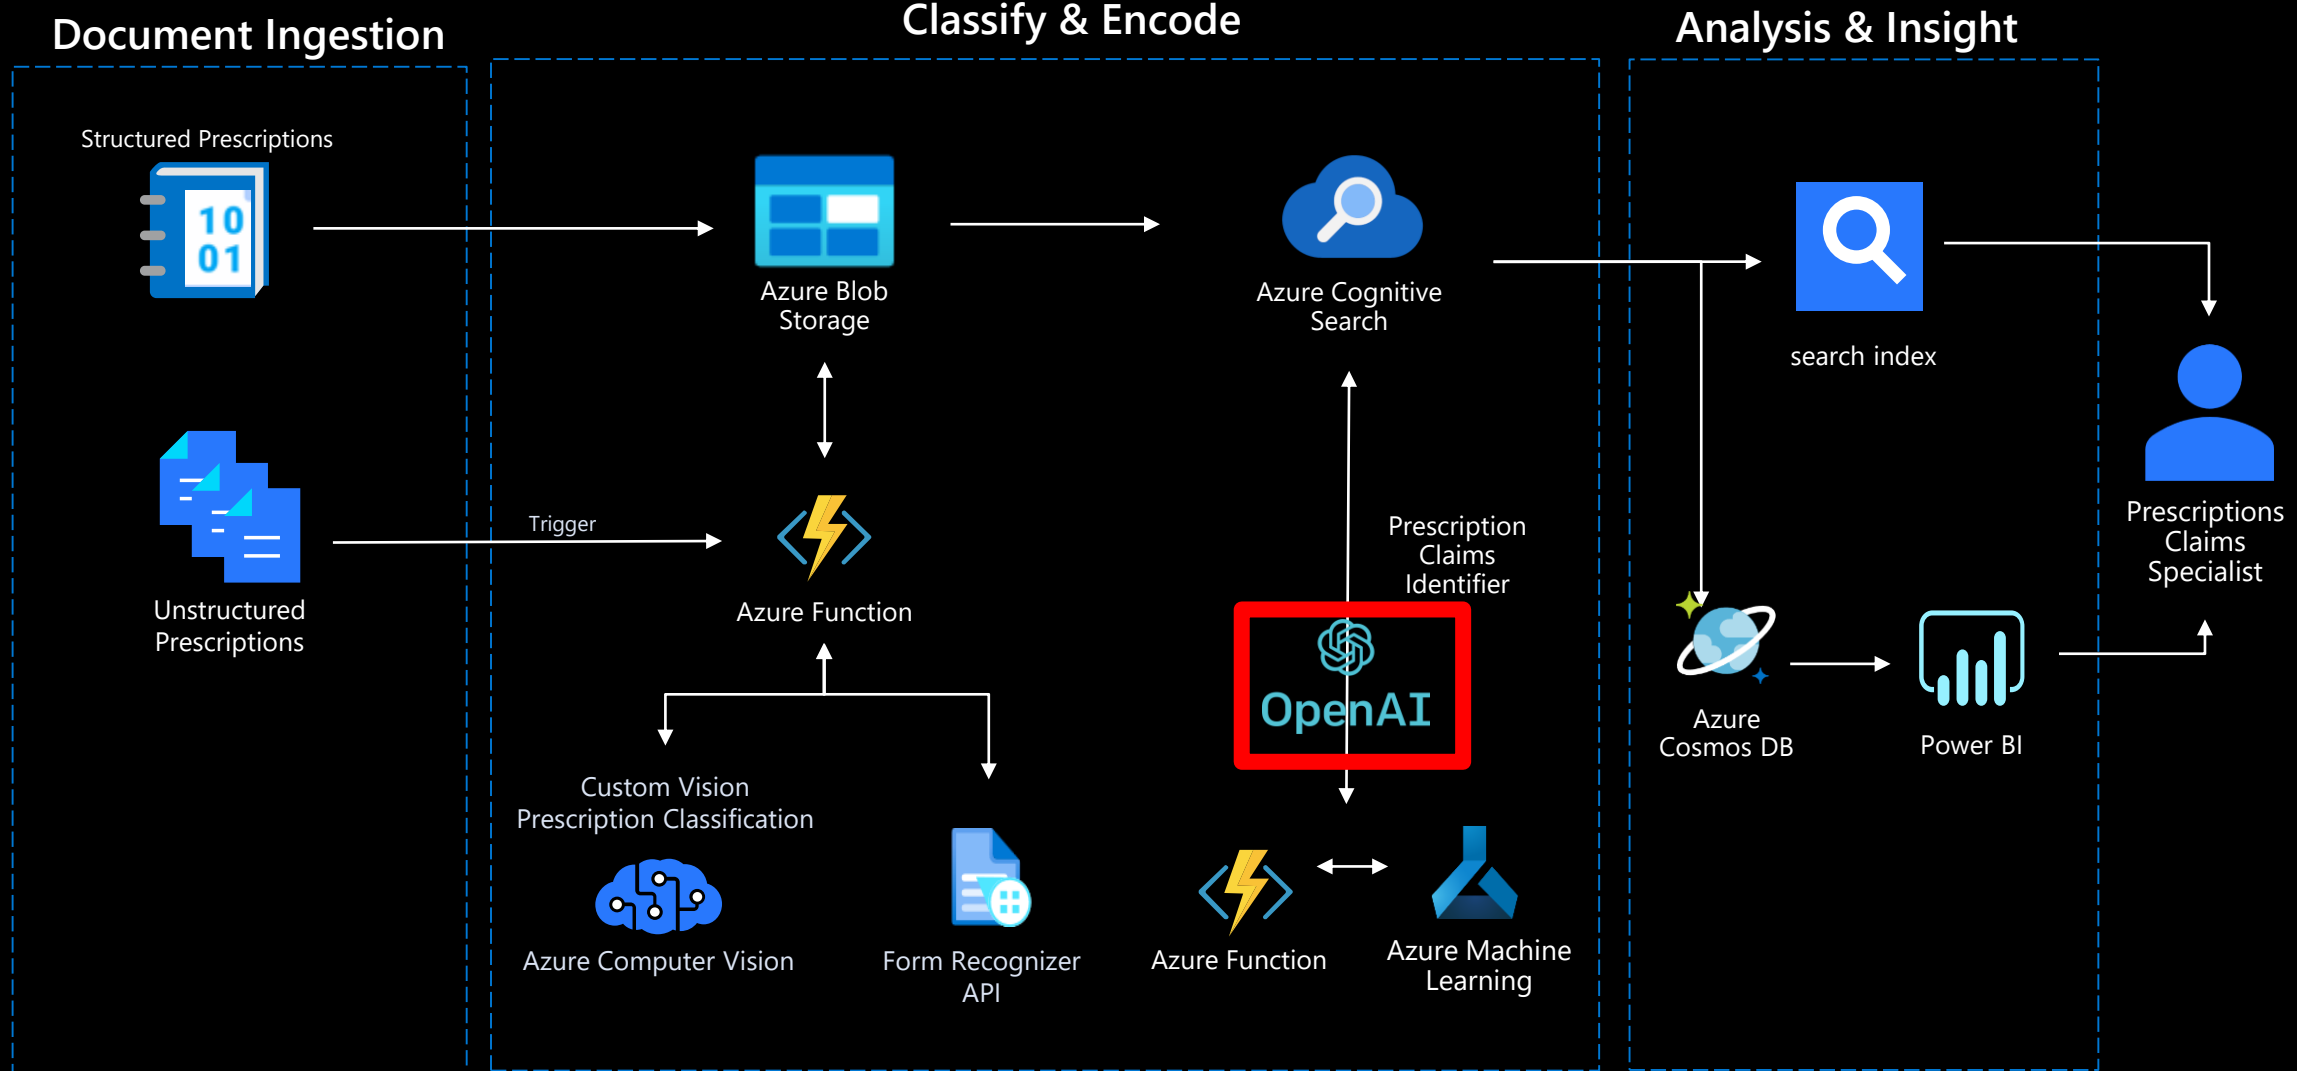 Document Ingestion
Classify & Encode
Analysis & Insight
Structured Prescriptions
10
01
Unstructured
Prescriptions
Trigger
Azure Blob
Storage
Azure Function
Custom Vision
Prescription Classification
Azure Computer Vision
Form Recognizer
API
Azure Cognitive
Search
Prescription
Claims
Identifier
OpenAI
Azure Function
Azure Machine
Learning
search index
Azure
Cosmos DB
Power BI
Prescriptions
Claims
Specialist